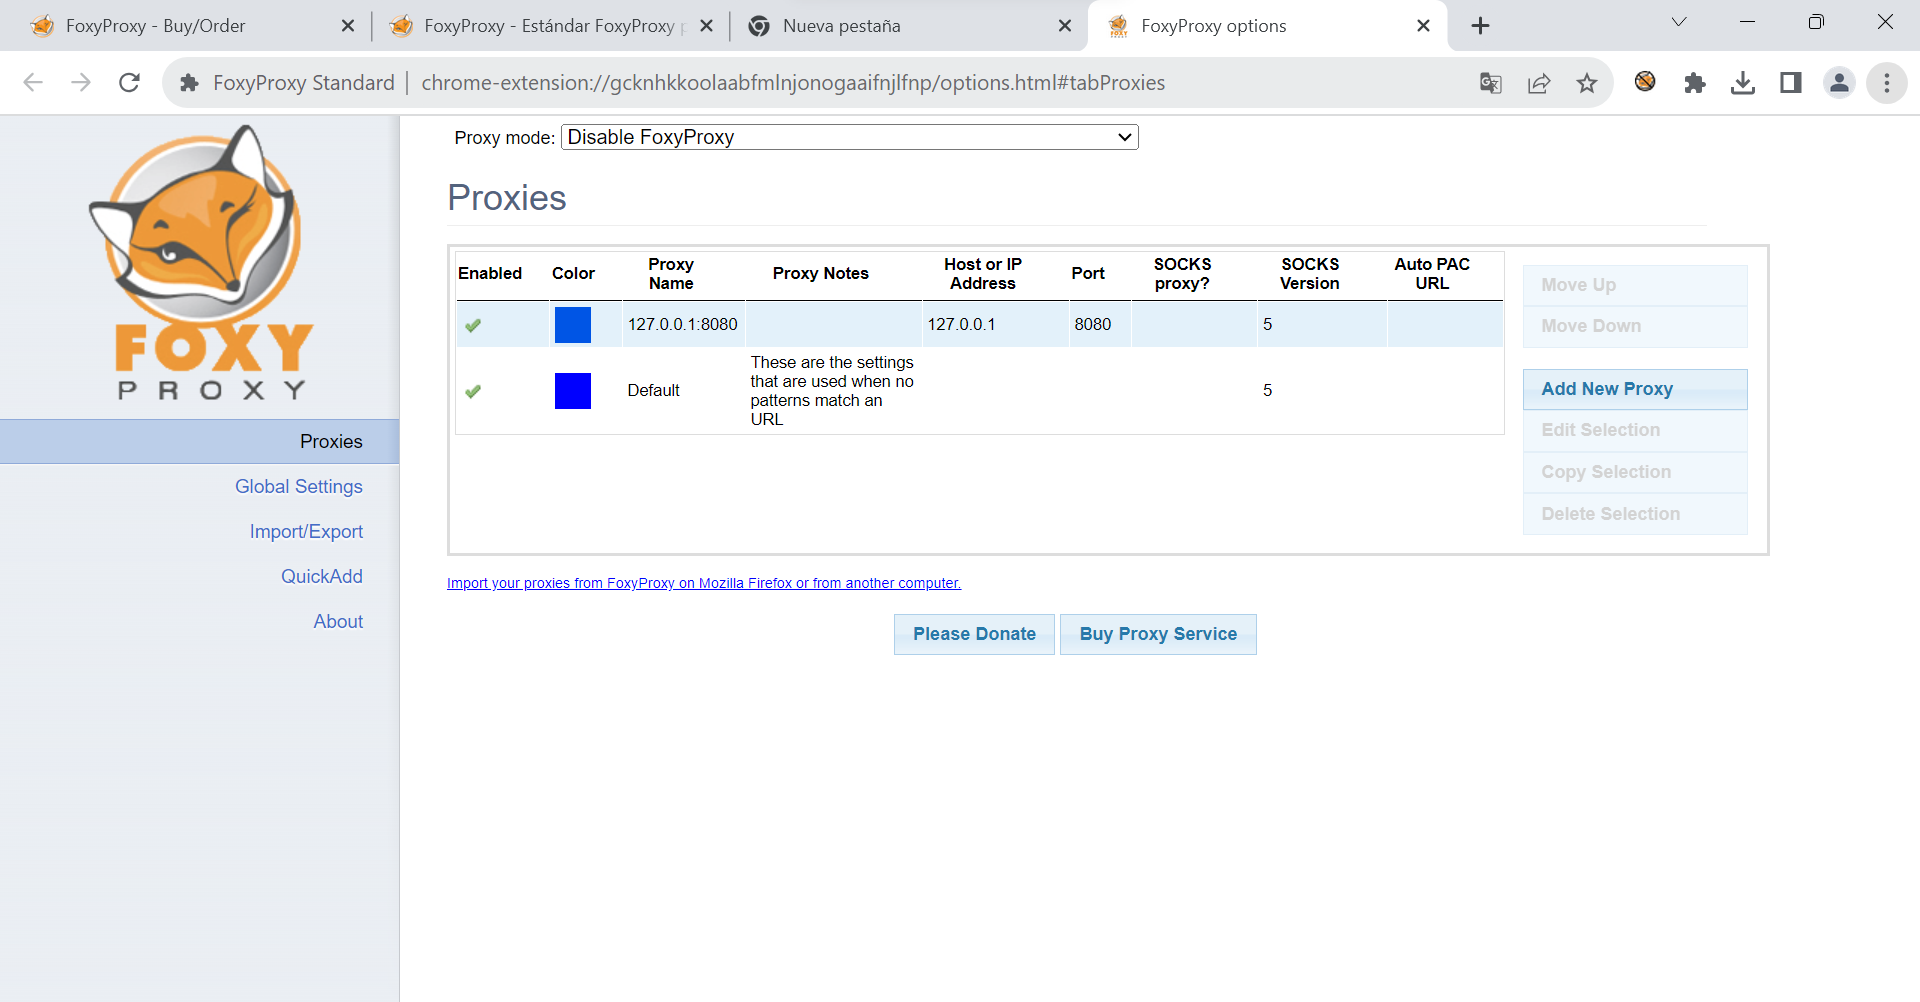 FoxyProxy - Buy/Order
FoxyProxy - Estándar FoxyProxy p
Nueva pestaña
FoxyProxy options
FoxyProxy Standard
chrome-extension://gcknhkkoolaabfmlnjonogaaifnjlfnp/options.html#tabProxies
FOXY
PROXY
Proxies
Global Settings
Import/Export
QuickAdd
About
Proxy mode: Disable FoxyProxy
Proxies
Enabled Color Proxy Name Proxy Notes Host or IP Address Port SOCKS proxy? SOCKS Version Auto PAC URL
127.0.0.1:8080 127.0.0.1 8080 5
Default These are the settings
that are used when no
patterns match an
URL 5
Move Up
Move Down
Add New Proxy
Edit Selection
Copy Selection
Delete Selection
Import your proxies from FoxyProxy on Mozilla Firefox or from another computer.
Please Donate
Buy Proxy Service